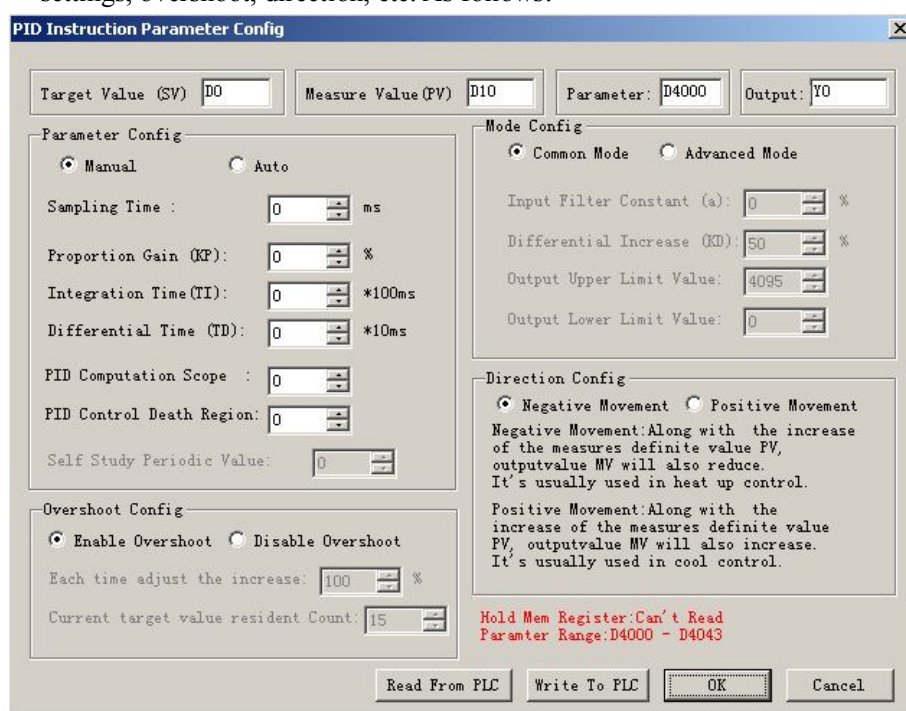 settings, overshoot, direction, etc. As follows:
PID Instruction Parameter Config
Target Value (SV) D0 Measure Value(PV) D10 Parameter: D4000 Output: Y0
Parameter Config
Manual Auto
Sampling Time : 0 ms
Proportion Gain (KP): 0 %
Integration Time(TI): 0 *100ms
Differential Time (TD): 0 *10ms
PID Computation Scope : 0
PID Control Death Region: 0
Self Study Periodic Value: 0
Overshoot Config
Enable Overshoot Disable Overshoot
Each time adjust the increase: 100 %
Current target value resident Count: 15
Mode Config
Common Mode Advanced Mode
Input Filter Constant (a): 0 %
Differential Increase (KD): 50 %
Output Upper Limit Value: 4095
Output Lower Limit Value: 0
Direction Config
Negative Movement Positive Movement
Negative Movement:Along with the increase
of the measures definite value PV,
outputvalue MV will also reduce.
It's usually used in heat up control.
Positive Movement:Along with the
increase of the measures definite value
PV, outputvalue MV will also increase.
It's usually used in cool control.
Hold Mem Register:Can't Read
Paramter Range:D4000 - D4043
Read From PLC Write To PLC OK Cancel